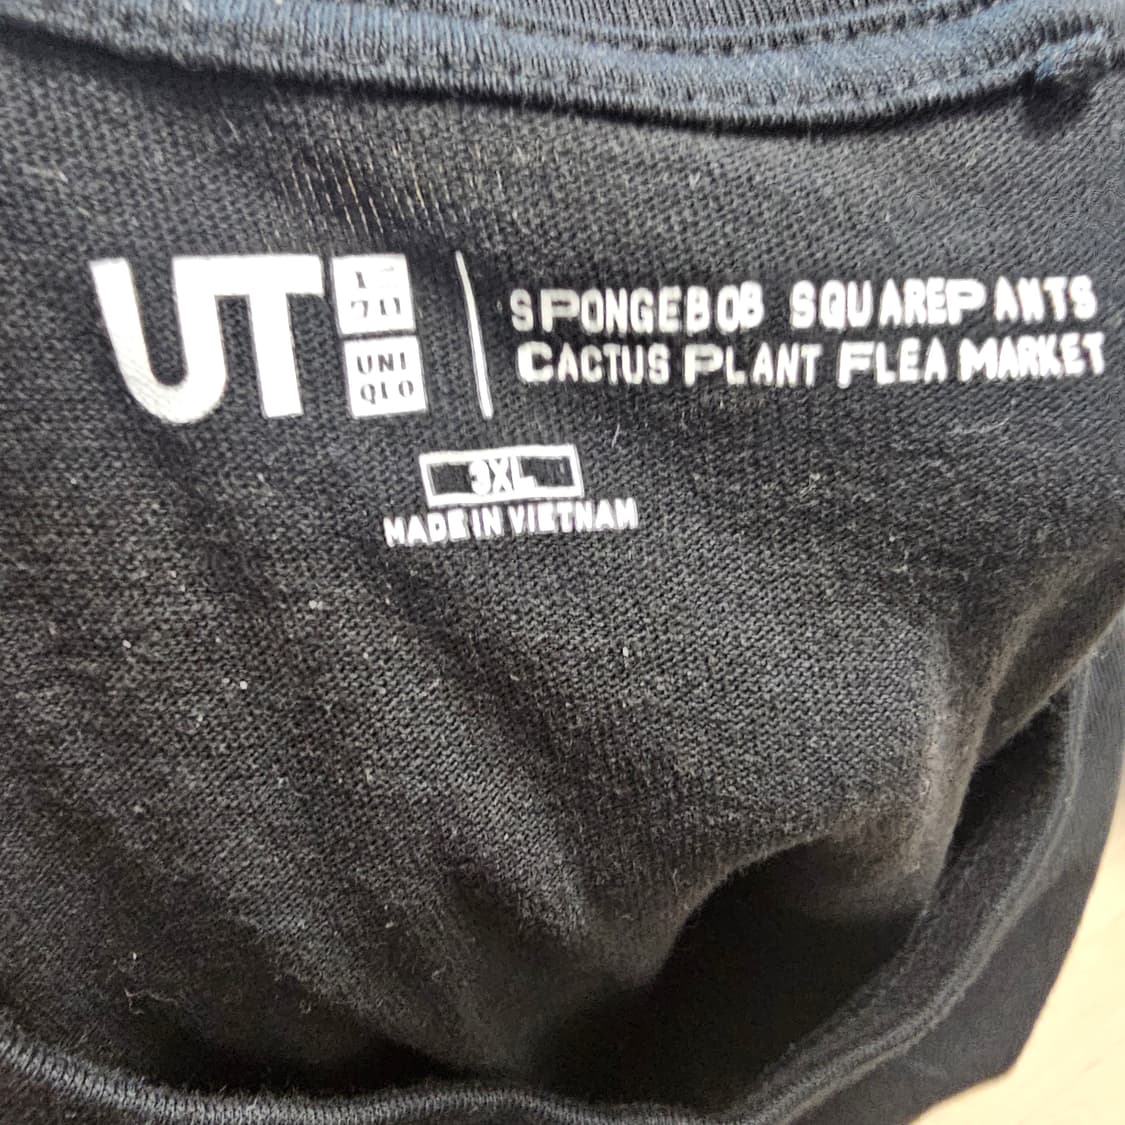 UT
UNI
QLO
SPONGEBOB SQUAREPANTS
CACTUS PLANT FLEA MARKET
3XL
MADE IN VIETNAM